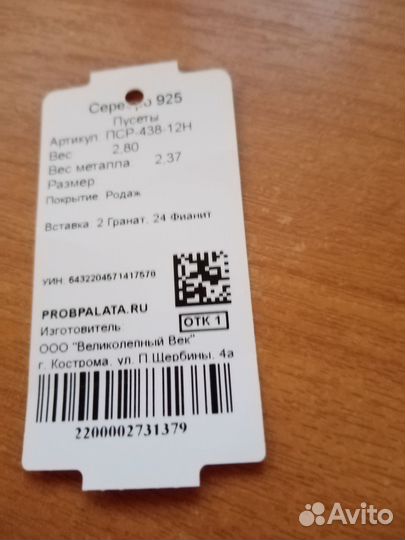 Серебро 925
Пусеты
Артикул ПСР-438-12Н
Вес 2,80
Вес металла 2,37
Размер
Покрытие Родаж
Вставка 2 Гранат, 24 Фианит
УИН: 6432204571417570
PROBPALATA.RU
Изготовитель ОТК 1
ООО "Великолепный Век"
г. Кострома, ул. П.Щербины, 4а
2200002731379
Avito